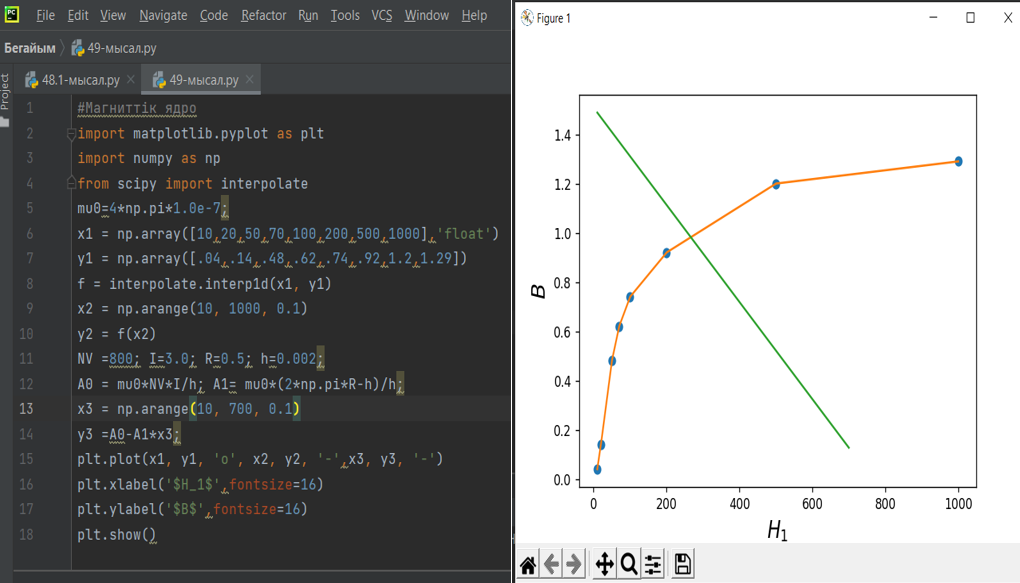 PC File Edit View Navigate Code Refactor Run Tools VCS Window Help
Бегайым 49-мысал.py
48.1-мысал.py 49-мысал.py
Project
1 #Магниттік ядро
2 import matplotlib.pyplot as plt
3 import numpy as np
4 from scipy import interpolate
5 mu0=4*np.pi*1.0e-7;
6 x1 = np.array([10,20,50,70,100,200,500,1000],'float')
7 y1 = np.array([.04,.14,.48,.62,.74,.92,1.2,1.29])
8 f = interpolate.interp1d(x1, y1)
9 x2 = np.arange(10, 1000, 0.1)
10 y2 = f(x2)
11 NV =800; I=3.0; R=0.5; h=0.002;
12 A0 = mu0*NV*I/h; A1= mu0*(2*np.pi*R-h)/h;
13 x3 = np.arange(10, 700, 0.1)
14 y3 =A0-A1*x3;
15 plt.plot(x1, y1, 'o', x2, y2, '-',x3, y3, '-')
16 plt.xlabel('$H_1$',fontsize=16)
17 plt.ylabel('$B$',fontsize=16)
18 plt.show()
Figure 1
1.4
1.2
1.0
0.8
0.6
0.4
0.2
0.0
B
0 200 400 600 800 1000
H1